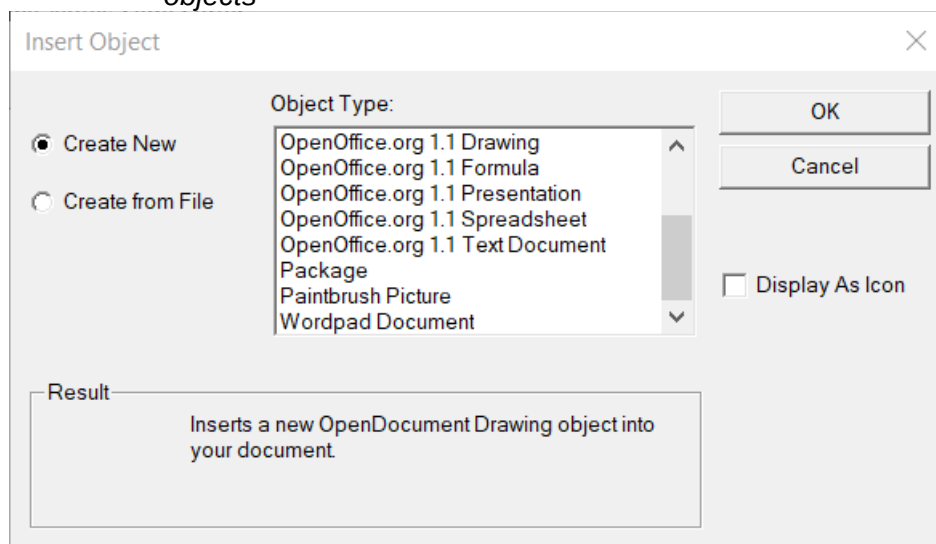 objects
Insert Object
Object Type:
Create New
Create from File
OpenOffice.org 1.1 Drawing
OpenOffice.org 1.1 Formula
OpenOffice.org 1.1 Presentation
OpenOffice.org 1.1 Spreadsheet
OpenOffice.org 1.1 Text Document
Package
Paintbrush Picture
Wordpad Document
OK
Cancel
Display As Icon
Result
Inserts a new OpenDocument Drawing object into
your document.